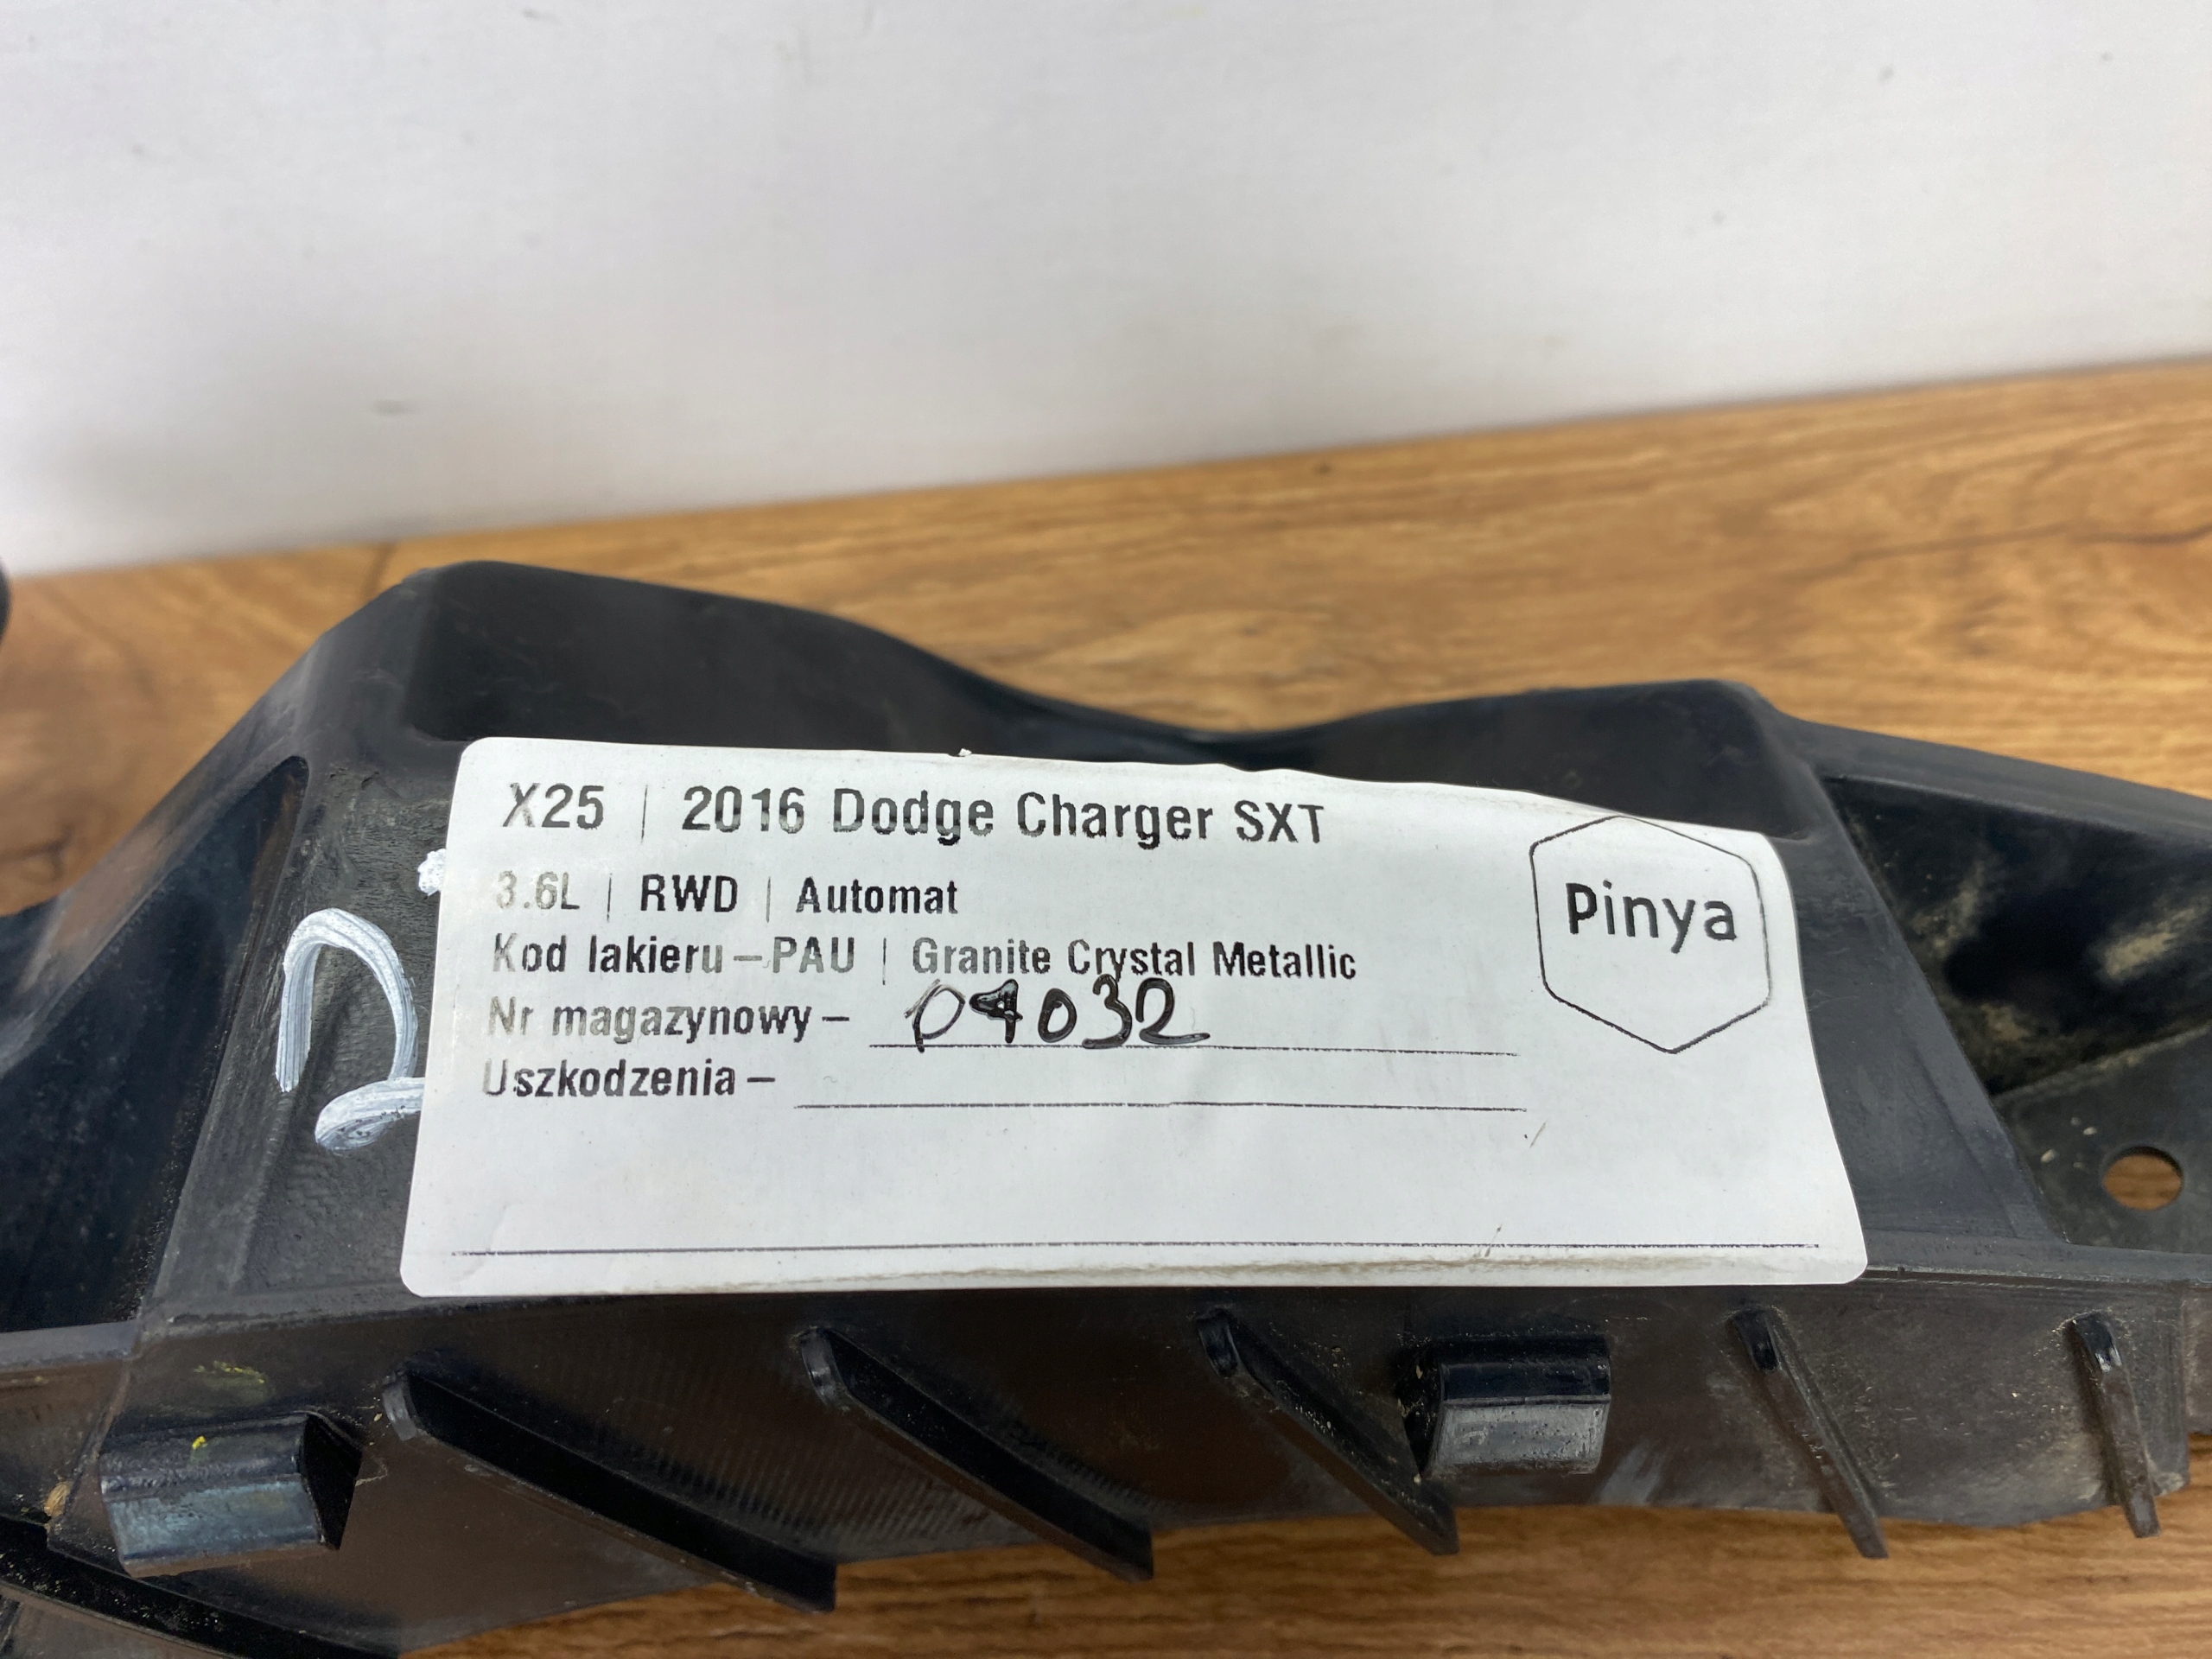 X25 | 2016 Dodge Charger SXT
3.6L | RWD | Automat
Kod lakieru – PAU | Granite Crystal Metallic
Nr magazynowy – 04032
Uszkodzenia –
Pinya